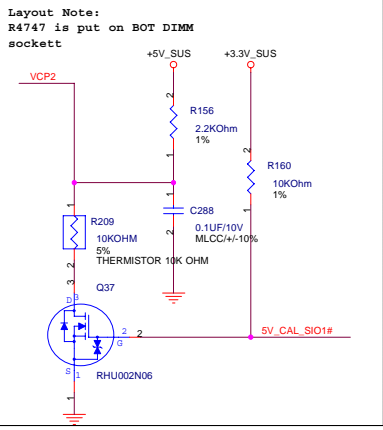 Layout Note:
R4747 is put on BOT DIMM
sockett
+5V_SUS
+3.3V_SUS
VCP2
2
R156
2.2KOhm
1%
1
2
R160
10KOhm
1%
1
1
C288
0.1UF/10V
MLCC/+/-10%
2
1
R209
10KOHM
5%
THERMISTOR 10K OHM
2
3
Q37
D
3
2
G
2
5V_CAL_SIO1#
S
1
RHU002N06
1